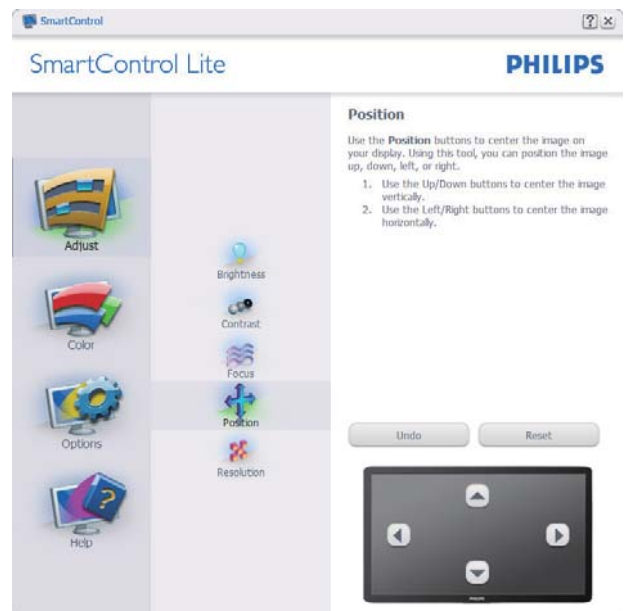 SmartControl
SmartControl Lite
PHILIPS
Adjust
Color
Options
Help
Brightness
Contrast
Focus
Position
Resolution
Position
Use the Position buttons to center the image on
your display. Using this tool, you can position the image
up, down, left, or right.
1. Use the Up/Down buttons to center the image
vertically.
2. Use the Left/Right buttons to center the image
horizontally.
Undo
Reset
PHILIPS